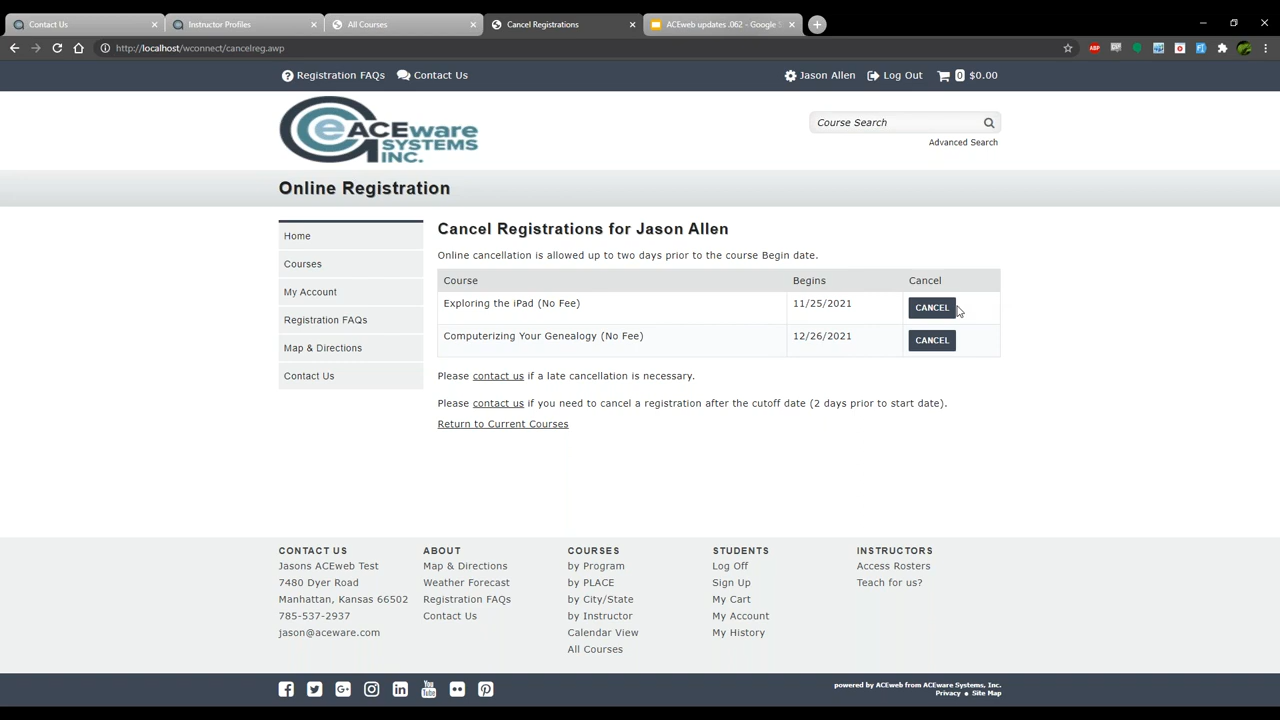 Contact Us
Instructor Profiles
All Courses
Cancel Registrations
ACEweb updates .062 - Google S
http://localhost/wconnect/cancelreg.awp
Registration FAQs
Contact Us
Jason Allen
Log Out
0 $0.00
eACEware
SYSTEMS
INC.
Course Search
Advanced Search
Online Registration
Home
Courses
My Account
Registration FAQs
Map & Directions
Contact Us
Cancel Registrations for Jason Allen
Online cancellation is allowed up to two days prior to the course Begin date.
Course Begins Cancel
Exploring the iPad (No Fee) 11/25/2021 CANCEL
Computerizing Your Genealogy (No Fee) 12/26/2021 CANCEL
Please contact us if a late cancellation is necessary.
Please contact us if you need to cancel a registration after the cutoff date (2 days prior to start date).
Return to Current Courses
CONTACT US
Jasons ACEweb Test
7480 Dyer Road
Manhattan, Kansas 66502
785-537-2937
jason@aceware.com
ABOUT
Map & Directions
Weather Forecast
Registration FAQs
Contact Us
COURSES
by Program
by PLACE
by City/State
by Instructor
Calendar View
All Courses
STUDENTS
Log Off
Sign Up
My Cart
My Account
My History
INSTRUCTORS
Access Rosters
Teach for us?
powered by ACEweb from ACEware Systems, Inc.
Privacy • Site Map